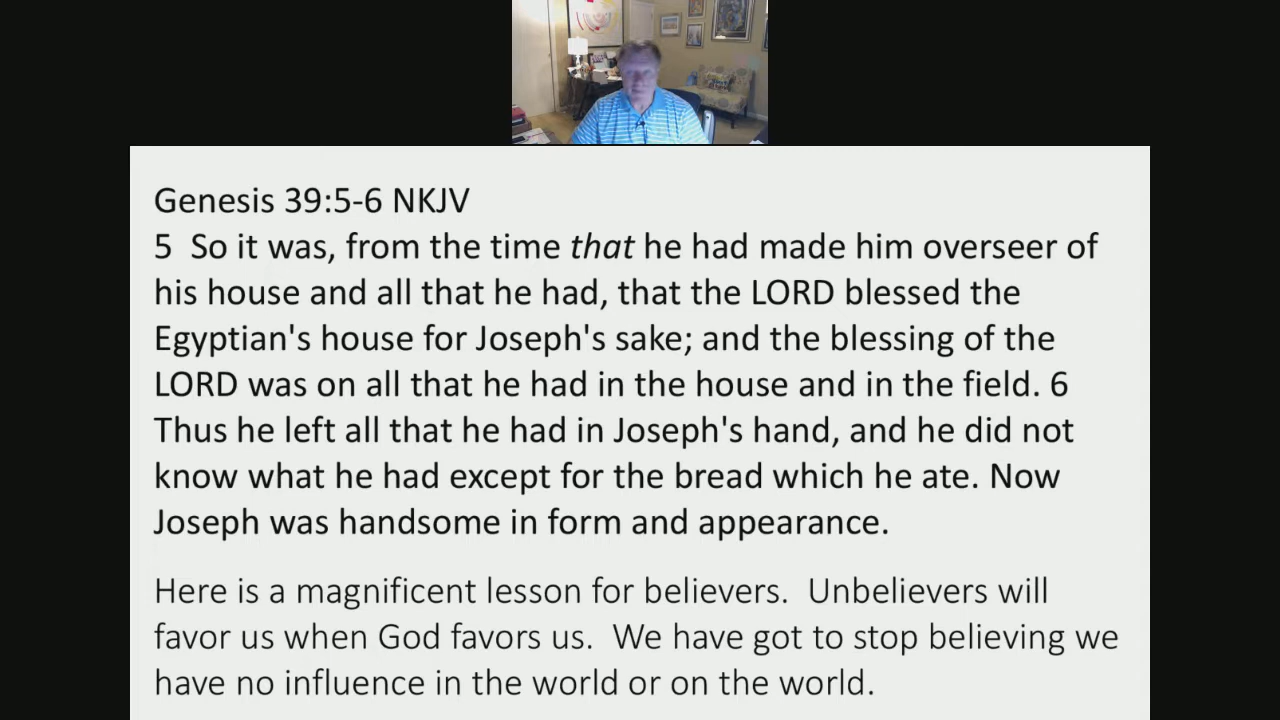 Genesis 39:5-6 NKJV
5  So it was, from the time that he had made him overseer of
his house and all that he had, that the LORD blessed the
Egyptian's house for Joseph's sake; and the blessing of the
LORD was on all that he had in the house and in the field. 6
Thus he left all that he had in Joseph's hand, and he did not
know what he had except for the bread which he ate. Now
Joseph was handsome in form and appearance.
Here is a magnificent lesson for believers.  Unbelievers will
favor us when God favors us.  We have got to stop believing we
have no influence in the world or on the world.